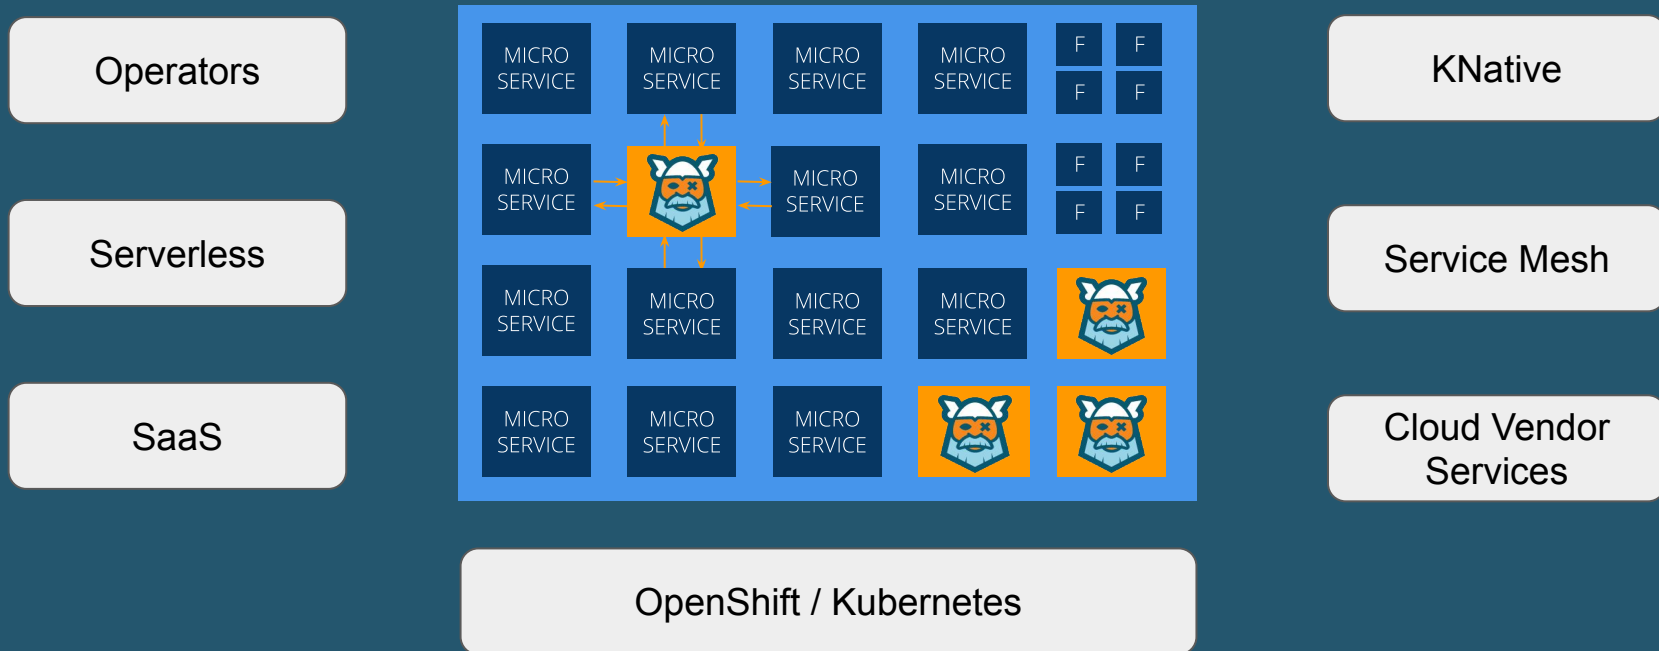 Operators
Serverless
SaaS
MICRO
SERVICE
MICRO
SERVICE
MICRO
SERVICE
MICRO
SERVICE
F F
F F
MICRO
SERVICE
MICRO
SERVICE
MICRO
SERVICE
F F
F F
MICRO
SERVICE
MICRO
SERVICE
MICRO
SERVICE
MICRO
SERVICE
MICRO
SERVICE
MICRO
SERVICE
MICRO
SERVICE
KNative
Service Mesh
Cloud Vendor
Services
OpenShift / Kubernetes